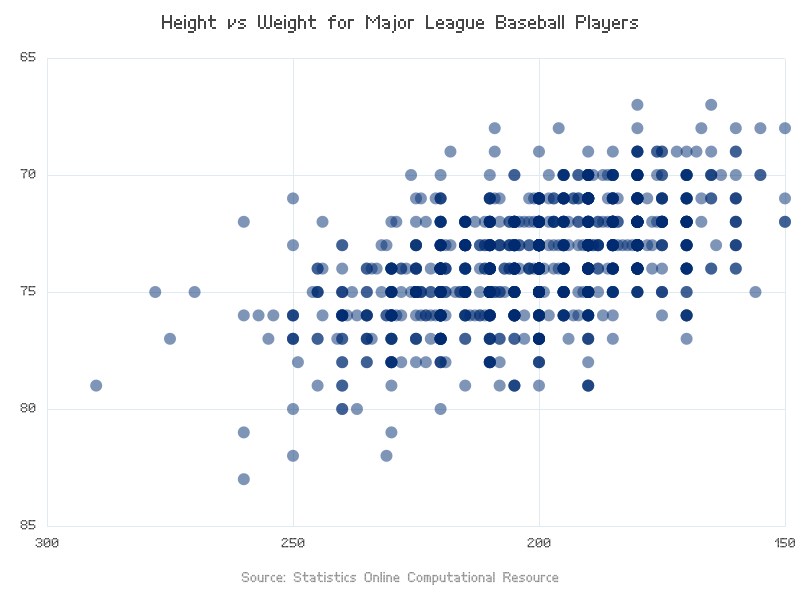 Height vs Weight for Major League Baseball Players
65
70
75
80
85
300 250 200 150
Source: Statistics Online Computational Resource